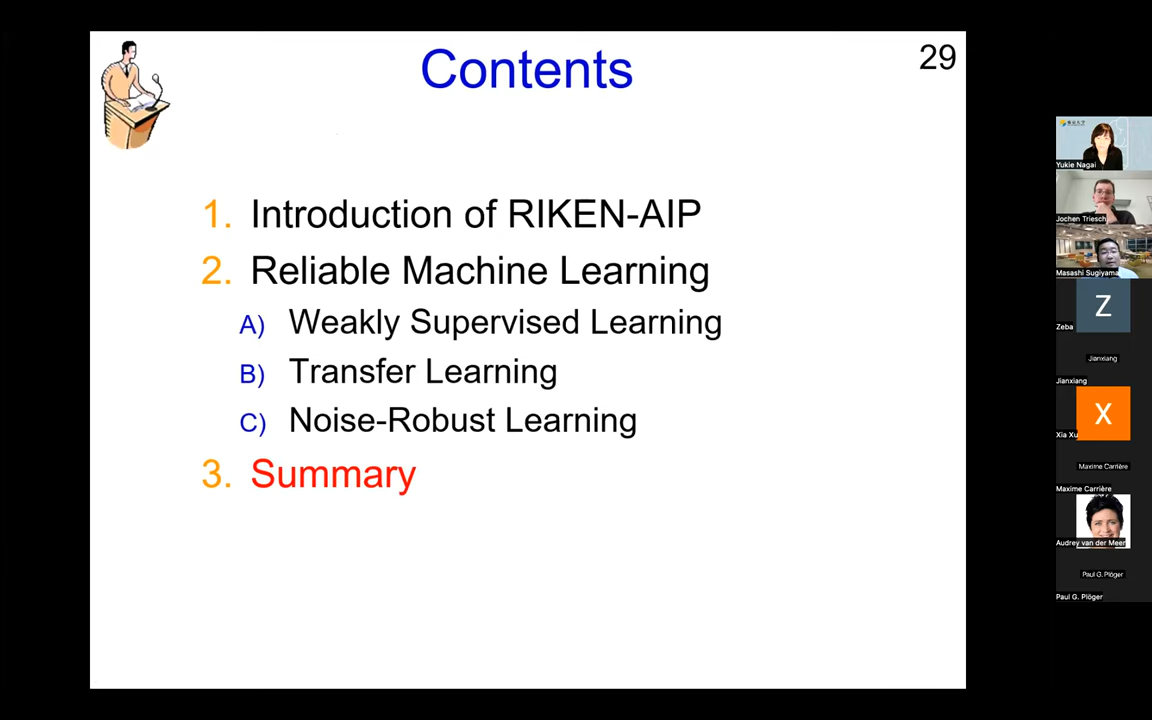 Contents
29
1. Introduction of RIKEN-AIP
2. Reliable Machine Learning
A) Weakly Supervised Learning
B) Transfer Learning
C) Noise-Robust Learning
3. Summary
Yukie Nagai
Jochen Triesch
Masashi Sugiyama
Z
Zeba
Jianxiang
Jianxiang
X
Xia Xu
Maxime Carrière
Maxime Carrière
Audrey van der Meer
Paul G. Plöger
Paul G. Plöger